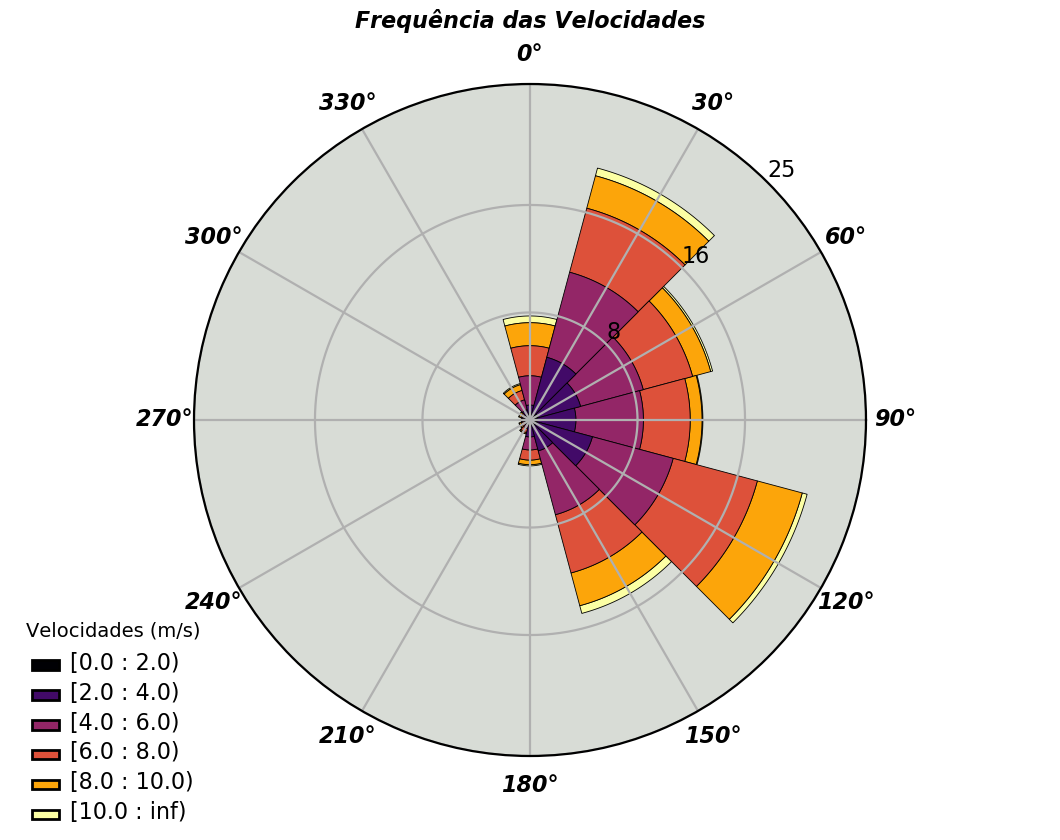 Frequência das Velocidades
0°
330°
30°
25
300°
60°
16
8
270°
90°
240°
120°
210°
150°
180°
Velocidades (m/s)
[0.0 : 2.0)
[2.0 : 4.0)
[4.0 : 6.0)
[6.0 : 8.0)
[8.0 : 10.0)
[10.0 : inf)